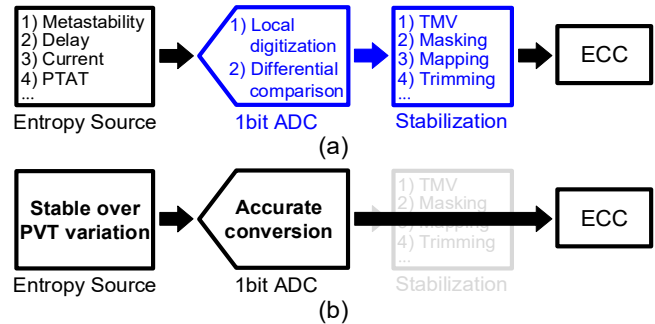 1) Metastability
2) Delay
3) Current
4) PTAT
...
Entropy Source
1) Local
digitization
2) Differential
comparison
1bit ADC
1) TMV
2) Masking
3) Mapping
4) Trimming
...
Stabilization
ECC
(a)
Stable over
PVT variation
Entropy Source
Accurate
conversion
1bit ADC
1) TMV
2) Masking
3) Mapping
4) Trimming
...
Stabilization
ECC
(b)